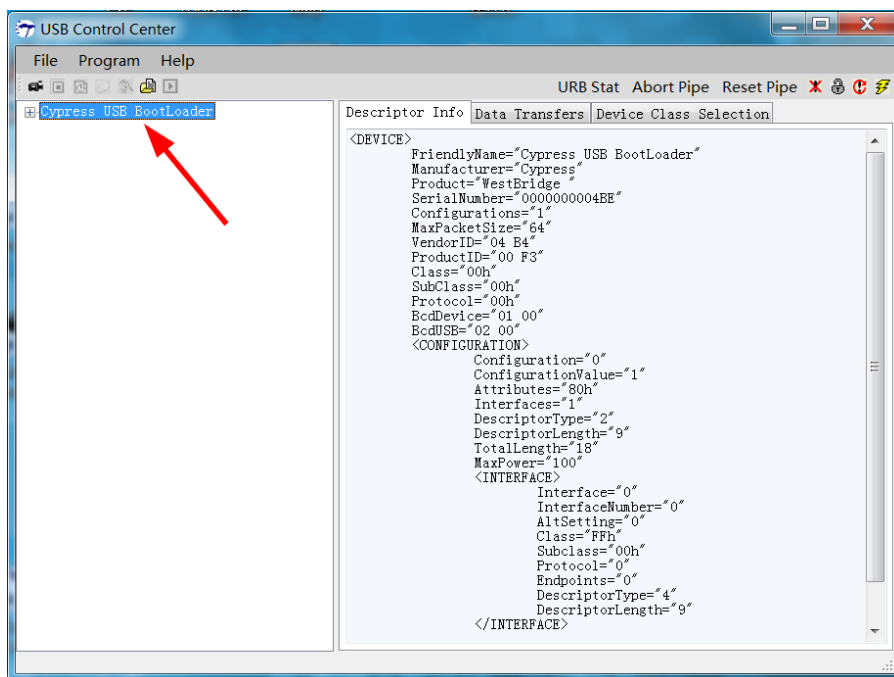 USB Control Center
File Program Help
URB Stat Abort Pipe Reset Pipe
Cypress USB BootLoader
Descriptor Info Data Transfers Device Class Selection
<DEVICE>
FriendlyName="Cypress USB BootLoader"
Manufacturer="Cypress"
Product="WestBridge "
SerialNumber="0000000004BE"
Configurations="1"
MaxPacketSize="64"
VendorID="04 B4"
ProductID="00 F3"
Class="00h"
SubClass="00h"
Protocol="00h"
BcdDevice="01 00"
BcdUSB="02 00"
<CONFIGURATION>
Configuration="0"
ConfigurationValue="1"
Attributes="80h"
Interfaces="1"
DescriptorType="2"
DescriptorLength="9"
TotalLength="18"
MaxPower="100"
<INTERFACE>
Interface="0"
InterfaceNumber="0"
AltSetting="0"
Class="FFh"
Subclass="00h"
Protocol="0"
Endpoints="0"
DescriptorType="4"
DescriptorLength="9"
</INTERFACE>